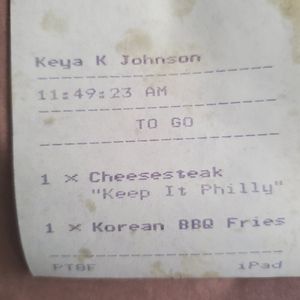 Keya K Johnson
11:49:23 AM
TO GO
1 × Cheesesteak
"Keep It Philly"
1 × Korean BBQ Fries
iPad